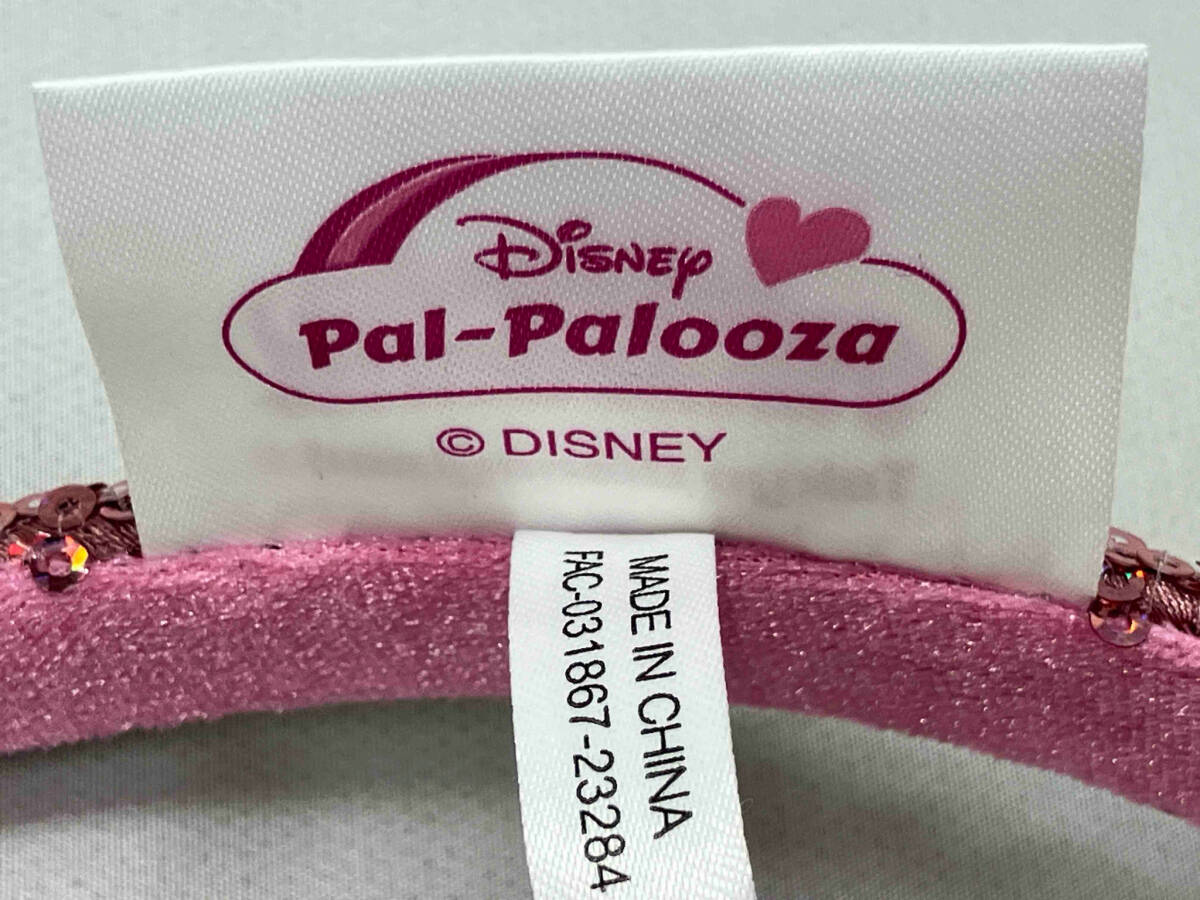 Disney
Pal-Palooza
© DISNEY
MADE IN CHINA
FAC-031867-23284